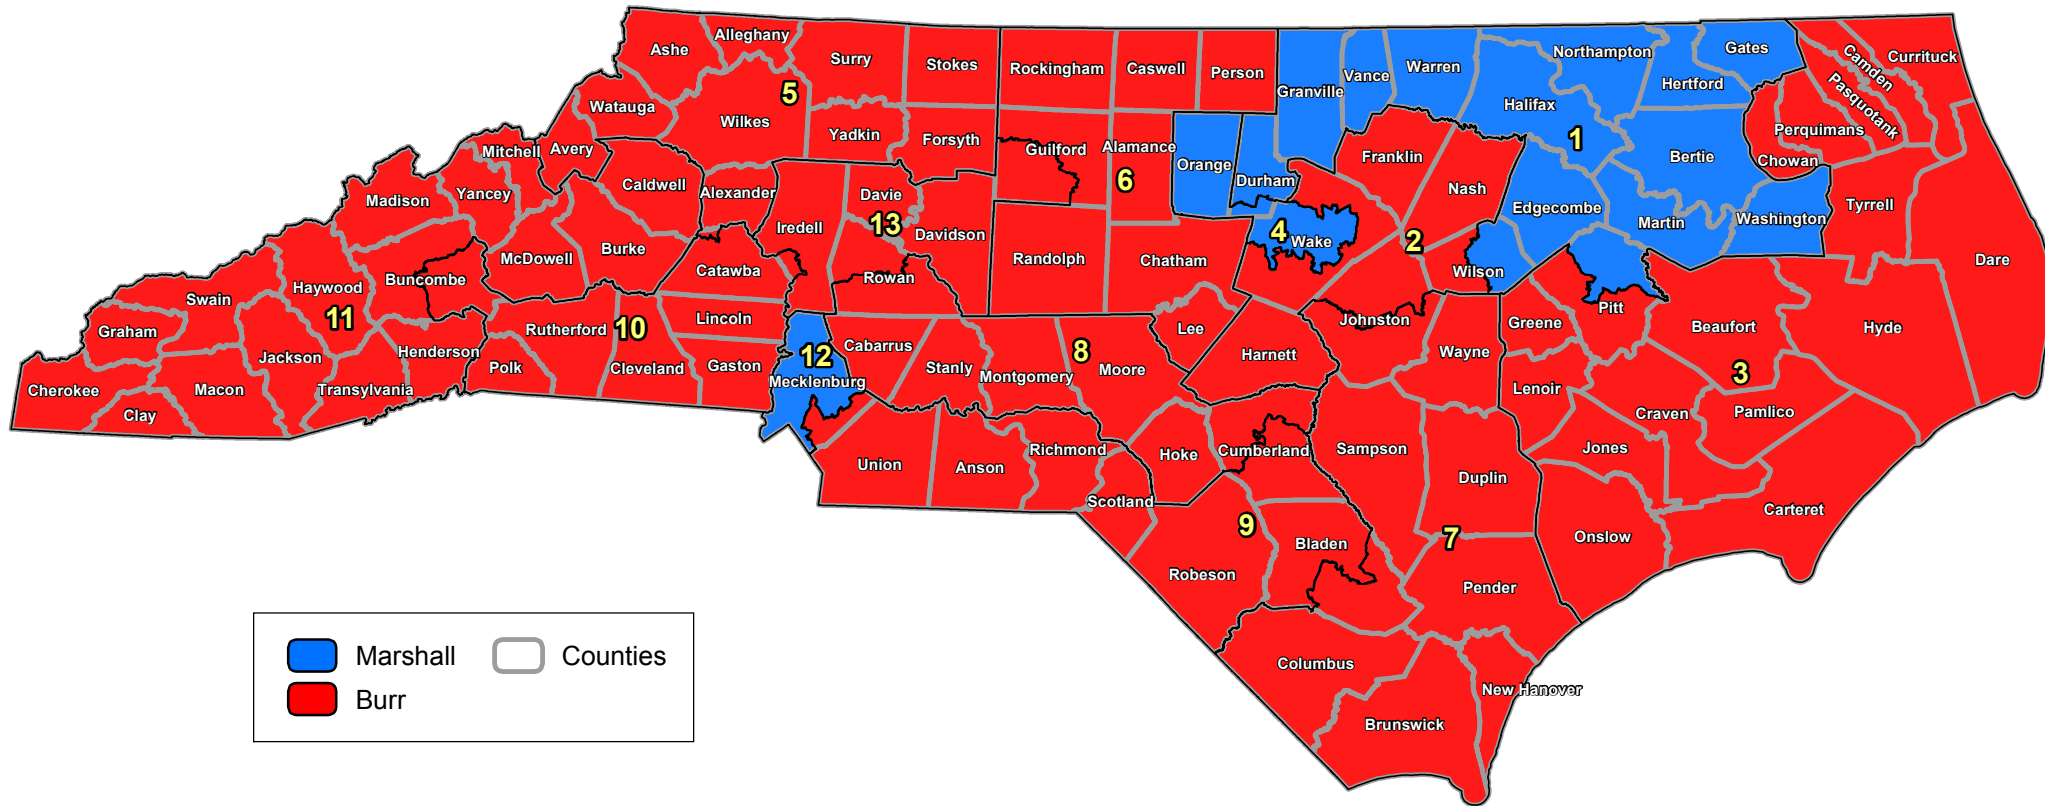 Ashe
Alleghany
Surry
Stokes
Rockingham
Caswell
Person
Granville
Vance
Warren
Northampton
Gates
Hertford
Halifax
Camden
Currituck
Pasquotank
Perquimans
Chowan
Watauga
Wilkes
5
Yadkin
Forsyth
Guilford
Alamance
6
Orange
Durham
Franklin
Nash
1
Bertie
Edgecombe
Martin
Washington
Tyrrell
Dare
Mitchell
Avery
Caldwell
Alexander
Madison
Yancey
Iredell
Davie
13
Davidson
Rowan
Randolph
Chatham
4
Wake
2
Wilson
Pitt
Greene
Beaufort
Hyde
3
McDowell
Burke
Catawba
Buncombe
Haywood
11
Swain
Graham
Jackson
Henderson
Transylvania
Macon
Cherokee
Clay
Polk
Rutherford
10
Cleveland
Lincoln
Gaston
12
Mecklenburg
Cabarrus
Stanly
Montgomery
8
Moore
Lee
Harnett
Johnston
Wayne
Lenoir
Craven
Pamlico
Jones
Carteret
Onslow
Union
Anson
Richmond
Scotland
Hoke
Cumberland
Sampson
Duplin
9
7
Robeson
Bladen
Pender
Columbus
New Hanover
Brunswick
Marshall
Counties
Burr